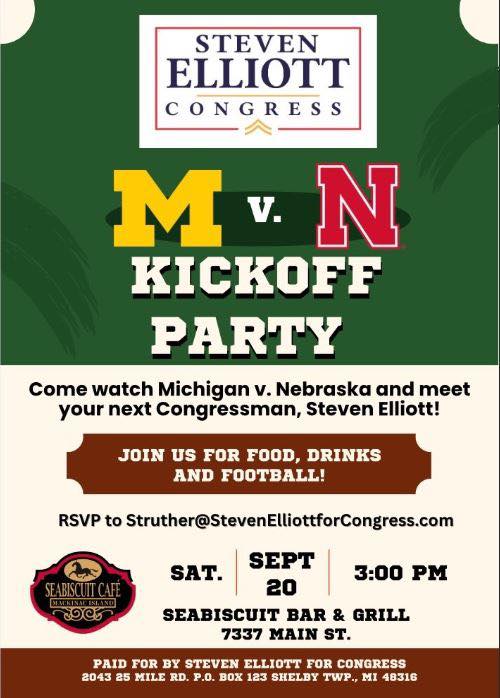 STEVEN
ELLIOTT
CONGRESS
M v. N
KICKOFF
PARTY
Come watch Michigan v. Nebraska and meet
your next Congressman, Steven Elliott!
JOIN US FOR FOOD, DRINKS
AND FOOTBALL!
RSVP to Struther@StevenElliottforCongress.com
SEABISCUIT CAFÉ
MACKINAC ISLAND
SAT.
SEPT
20
3:00 PM
SEABISCUIT BAR & GRILL
7337 MAIN ST.
PAID FOR BY STEVEN ELLIOTT FOR CONGRESS
2043 25 MILE RD. P.O. BOX 123 SHELBY TWP., MI 48316